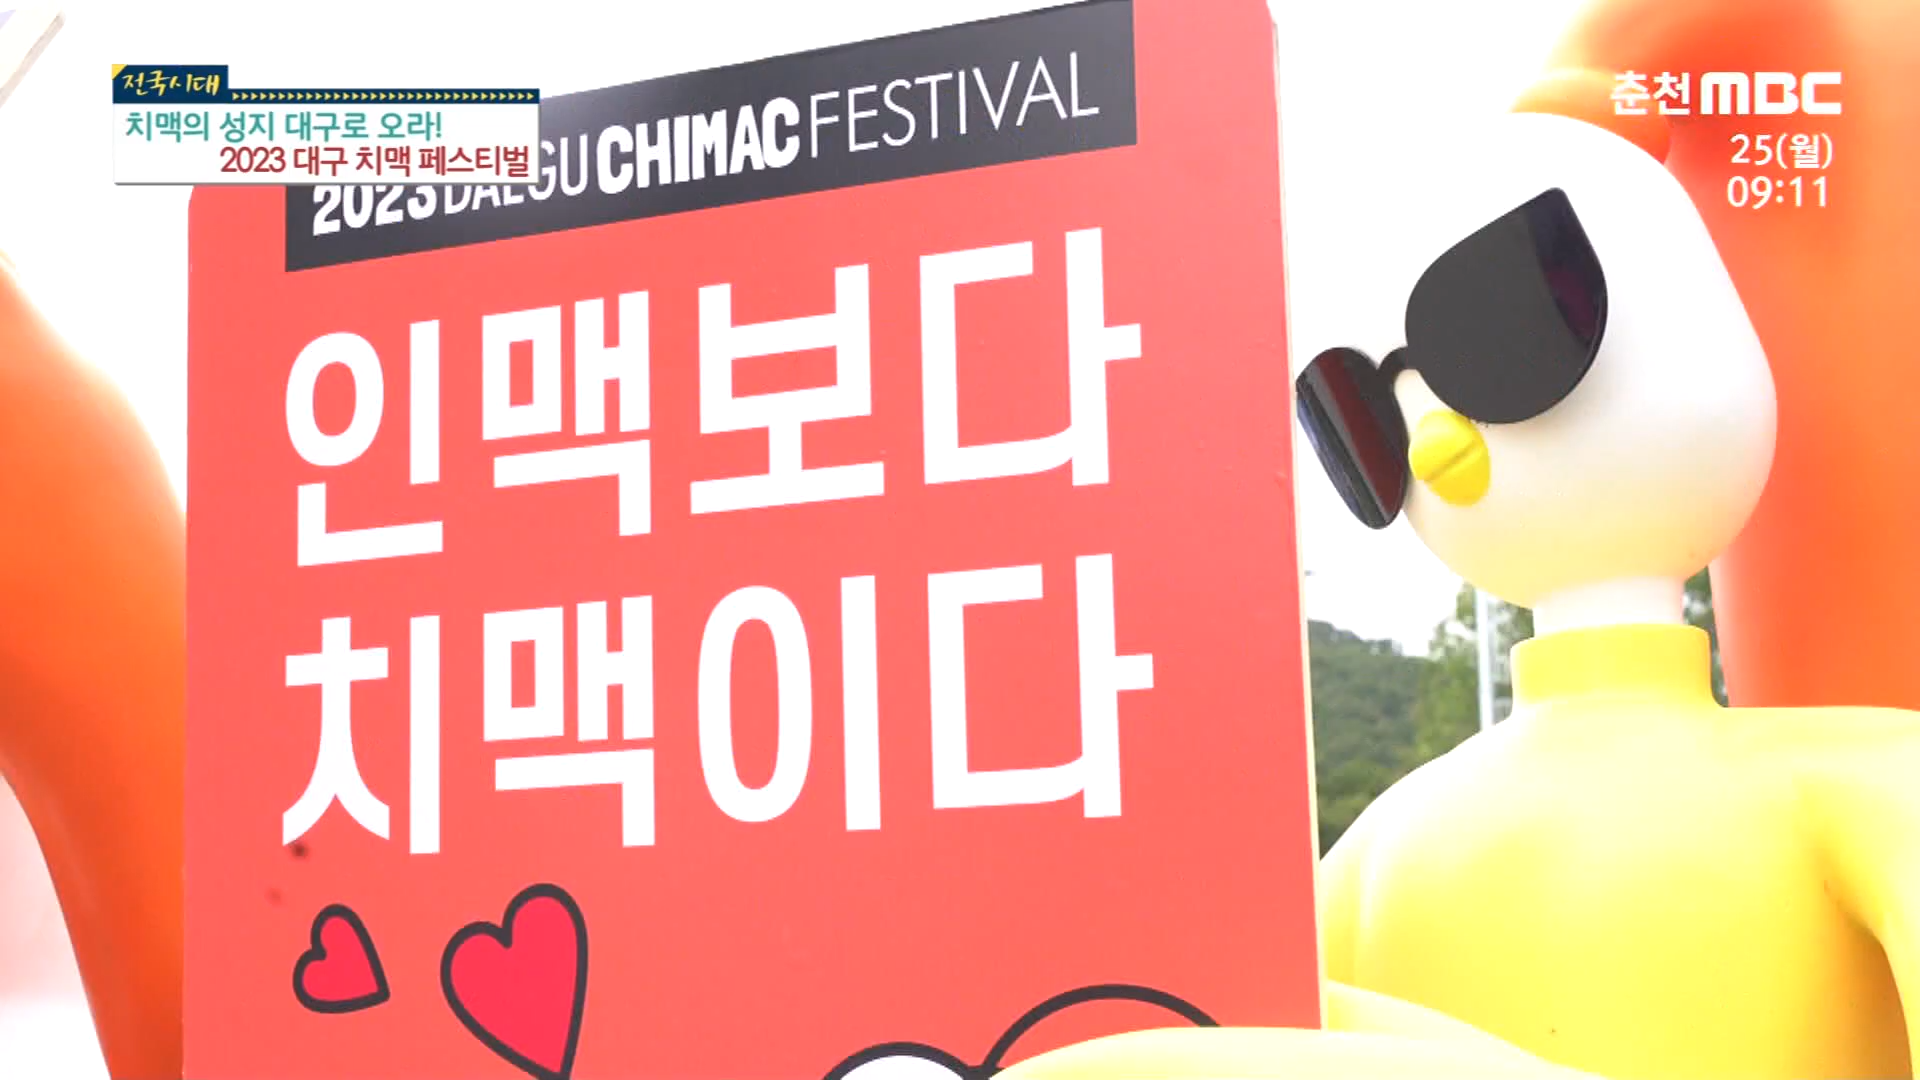 전국시대
치맥의 성지 대구로 오라!
2023 대구 치맥 페스티벌
춘천MBC
25(월)
09:11
2023 DAEGU CHIMAC FESTIVAL
인맥보다
치맥이다